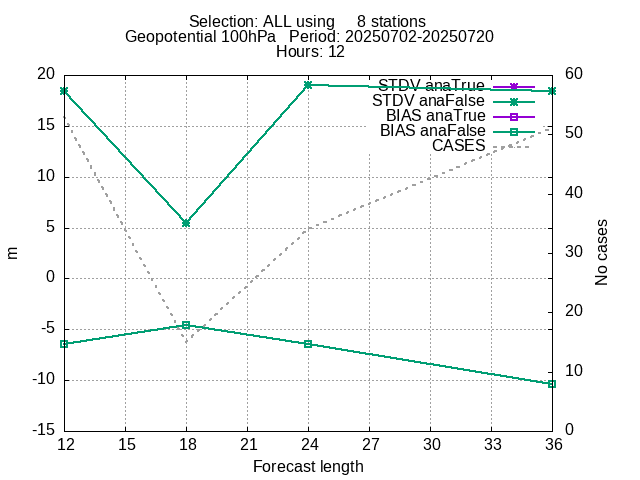 Selection: ALL using 8 stations
Geopotential 100hPa Period: 20250702-20250720
Hours: 12
20
15
10
5
0
-5
-10
-15
m
STDV anaTrue
STDV anaFalse
BIAS anaTrue
BIAS anaFalse
CASES
60
50
40
30
20
10
0
No cases
12 15 18 21 24 27 30 33 36
Forecast length